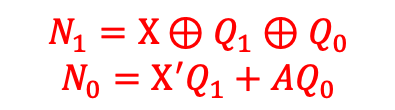 N₁ = X ⊕ Q₁ ⊕ Q₀
N₀ = X′Q₁ + AQ₀